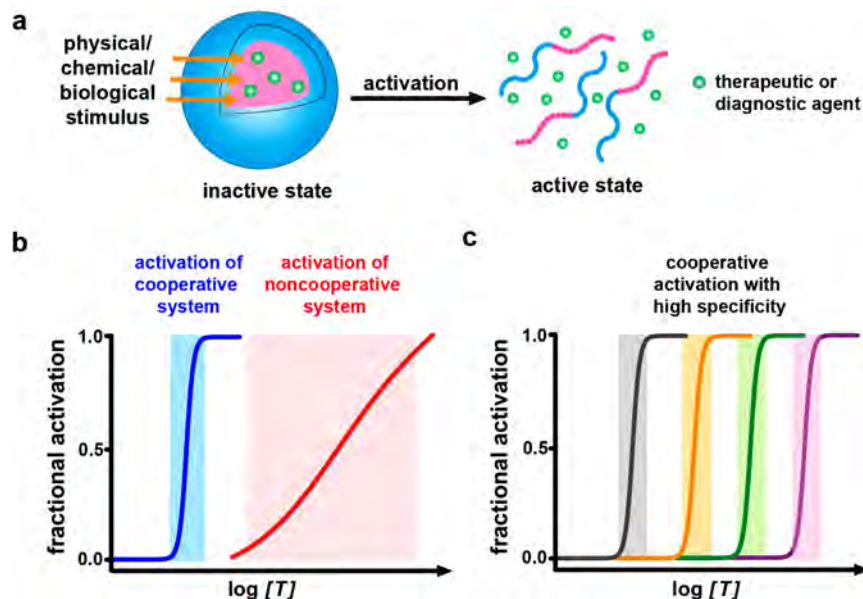 a
physical/
chemical/
biological
stimulus
inactive state
activation
active state
therapeutic or
diagnostic agent
b
activation of
cooperative
system
activation of
noncooperative
system
fractional activation
1.0
0.5
0.0
log [T]
c
cooperative
activation with
high specificity
fractional activation
1.0
0.5
0.0
log [T]